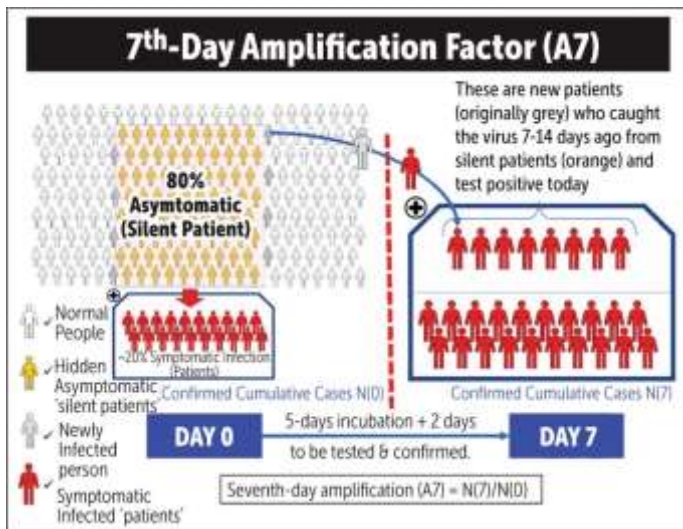 7th-Day Amplification Factor (A7)
These are new patients
(originally grey) who caught
the virus 7-14 days ago from
silent patients (orange) and
test positive today
80%
Asymtomatic
(Silent Patient)
~20% Symptomatic Infection
(Patients)
Normal
People
Hidden
Asymptomatic
'silent patients'
Newly
Infected
person
Symptomatic
Infected 'patients'
Confirmed Cumulative Cases N(0)
Confirmed Cumulative Cases N(7)
DAY 0
5-days incubation + 2 days
to be tested & confirmed.
DAY 7
Seventh-day amplification (A7) = N(7)/N(0)